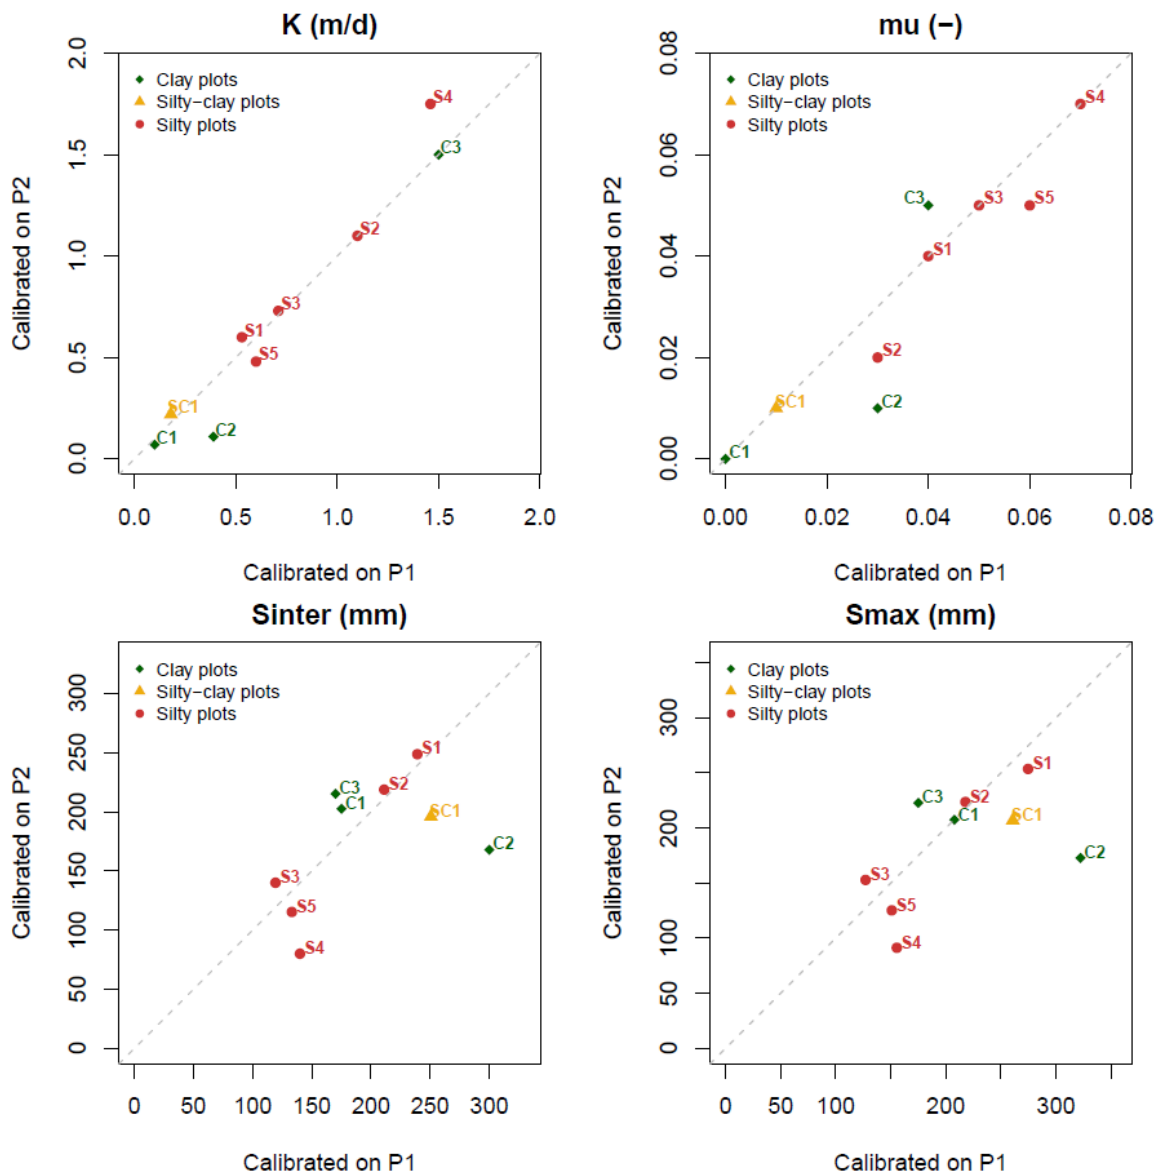 K (m/d)
2.0
1.5
1.0
0.5
0.0
Calibrated on P2
Clay plots
Silty−clay plots
Silty plots
S4
C3
S2
S3
S1
S5
SC1
C1
C2
0.0 0.5 1.0 1.5 2.0
Calibrated on P1
mu (−)
0.08
0.06
0.04
0.02
0.00
Calibrated on P2
Clay plots
Silty−clay plots
Silty plots
S4
C3
S3
S5
S1
S2
SC1
C2
C1
0.00 0.02 0.04 0.06 0.08
Calibrated on P1
Sinter (mm)
300
250
200
150
100
50
0
Calibrated on P2
Clay plots
Silty−clay plots
Silty plots
S1
S2
C3
C1
SC1
C2
S3
S5
S4
0 50 100 150 200 250 300
Calibrated on P1
Smax (mm)
300
200
100
50
0
Calibrated on P2
Clay plots
Silty−clay plots
Silty plots
S1
S2
C3
C1
SC1
C2
S3
S5
S4
0 50 100 200 300
Calibrated on P1